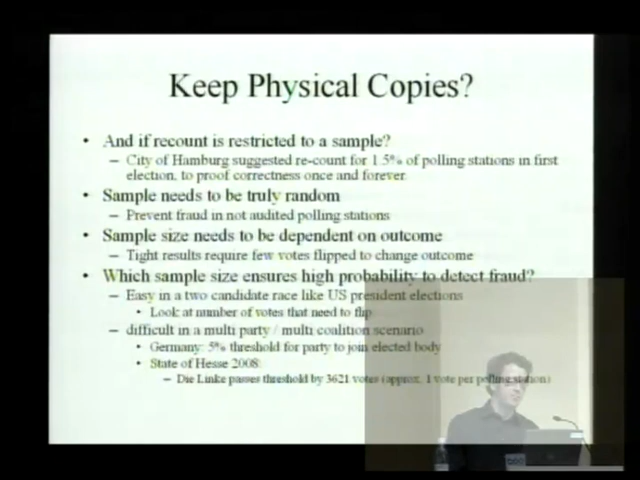 Keep Physical Copies?
• And if recount is restricted to a sample?
– City of Hamburg suggested re-count for 1.5% of polling stations in first
election, to proof correctness once and forever
• Sample needs to be truly random
– Prevent fraud in not audited polling stations
• Sample size needs to be dependent on outcome
– Tight results require few votes flipped to change outcome
• Which sample size ensures high probability to detect fraud?
– Easy in a two candidate race like US president elections
• Look at number of votes that need to flip
– difficult in a multi party / multi coalition scenario
• Germany: 5% threshold for party to join elected body
• State of Hesse 2008:
– Die Linke passes threshold by 3621 votes (approx. 1 vote per polling station)